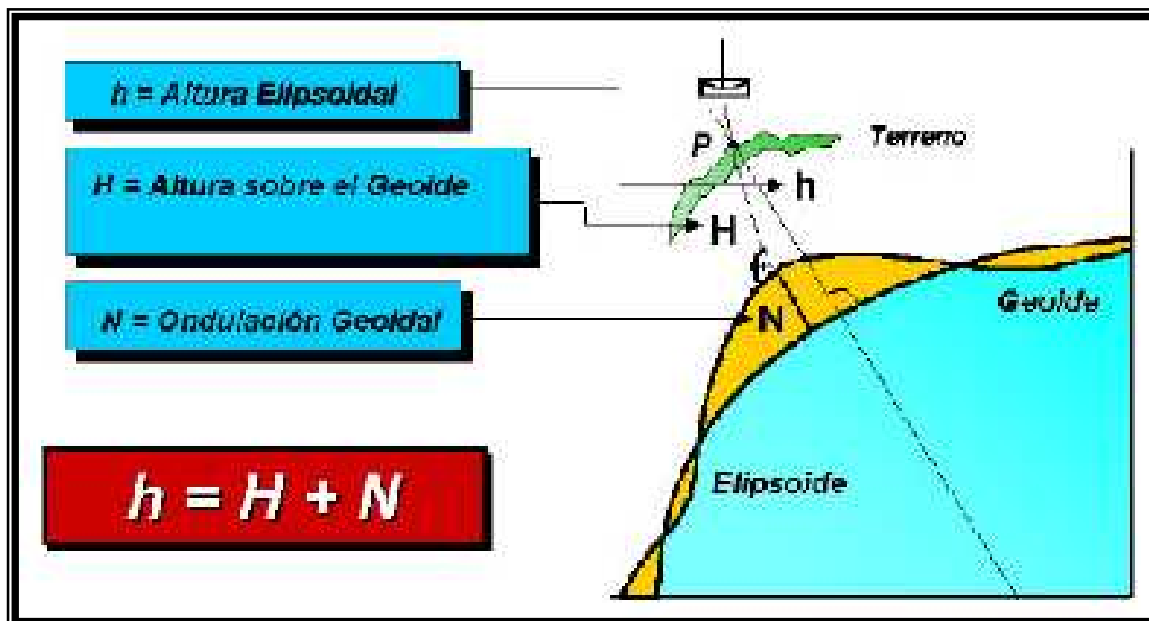 h = Altura Elipsoidal
H = Altura sobre el Geoide
N = Ondulación Geoidal
h = H + N
P
Terreno
h
H
N
Geoide
Elipsoide